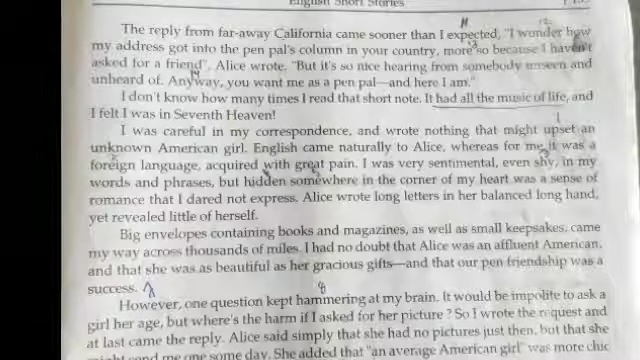 English Short Stories
The reply from far-away California came sooner than I expected, "I wonder how
my address got into the pen pal's column in your country, more so because I haven't
asked for a friend", Alice wrote. "But it's so nice hearing from somebody unseen and
unheard of. Anyway, you want me as a pen pal—and here I am."
I don't know how many times I read that short note. It had all the music of life, and
I felt I was in Seventh Heaven!
I was careful in my correspondence, and wrote nothing that might upset an
unknown American girl. English came naturally to Alice, whereas for me it was a
foreign language, acquired with great pain. I was very sentimental, even shy, in my
words and phrases, but hidden somewhere in the corner of my heart was a sense of
romance that I dared not express. Alice wrote long letters in her balanced long hand,
yet revealed little of herself.
Big envelopes containing books and magazines, as well as small keepsakes, came
my way across thousands of miles. I had no doubt that Alice was an affluent American,
and that she was as beautiful as her gracious gifts—and that our pen friendship was a
success.
8
However, one question kept hammering at my brain. It would be impolite to ask a
girl her age, but where's the harm if I asked for her picture ? So I wrote the request and
at last came the reply. Alice said simply that she had no pictures just then, but that she
might send me one some day. She added that "an average American girl" was more chic